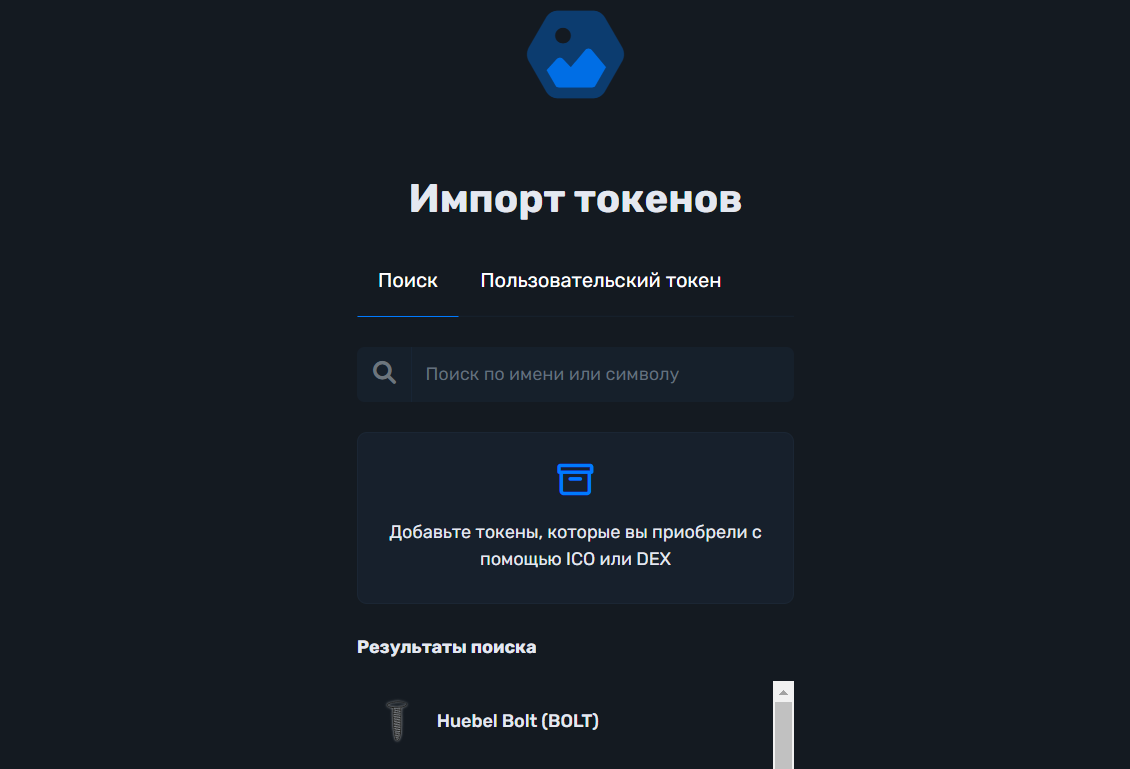 Импорт токенов
Поиск
Пользовательский токен
Поиск по имени или символу
Добавьте токены, которые вы приобрели с
помощью ICO или DEX
Результаты поиска
Huebel Bolt (BOLT)